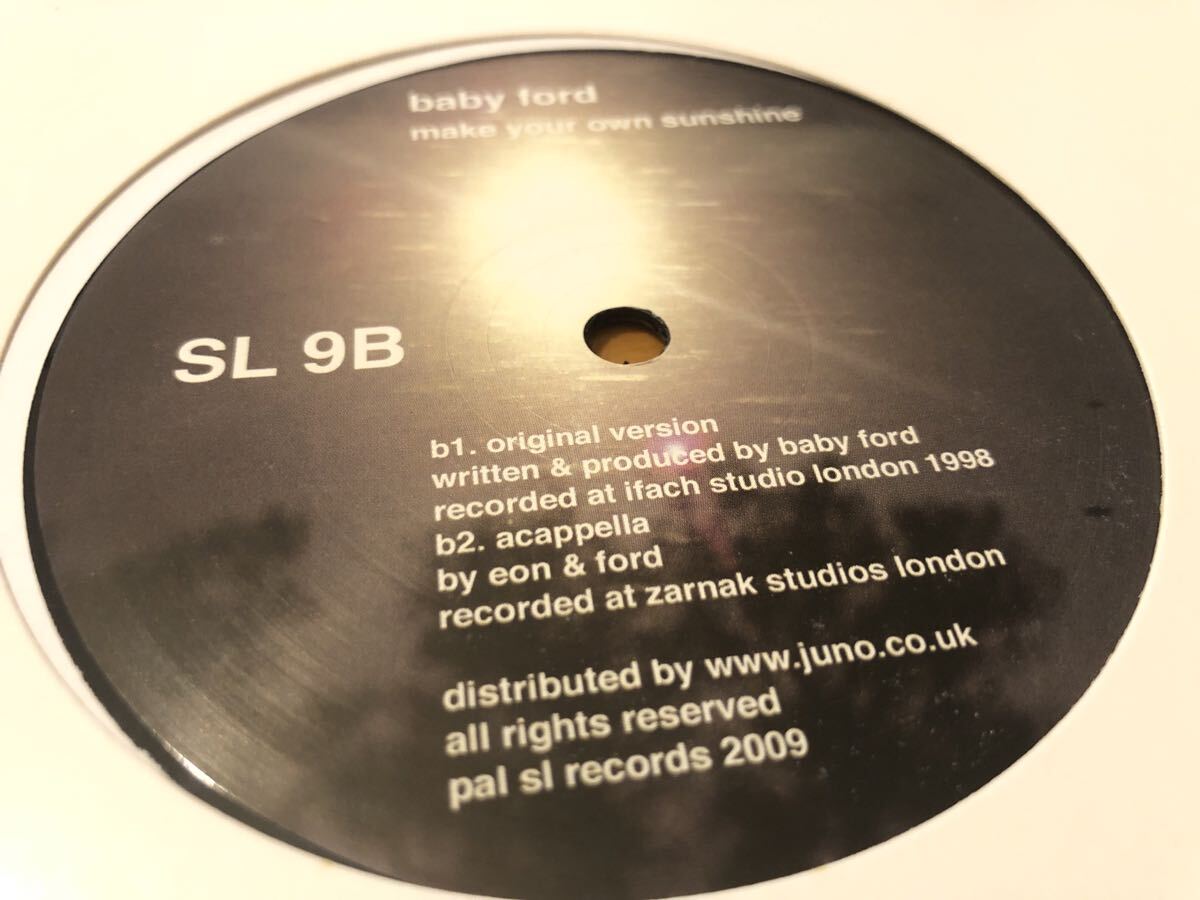 baby ford
make your own sunshine
SL 9B
b1. original version
written & produced by baby ford
recorded at ifach studio london 1998
b2. acappella
by eon & ford
recorded at zarnak studios london
distributed by www.juno.co.uk
all rights reserved
pal sl records 2009